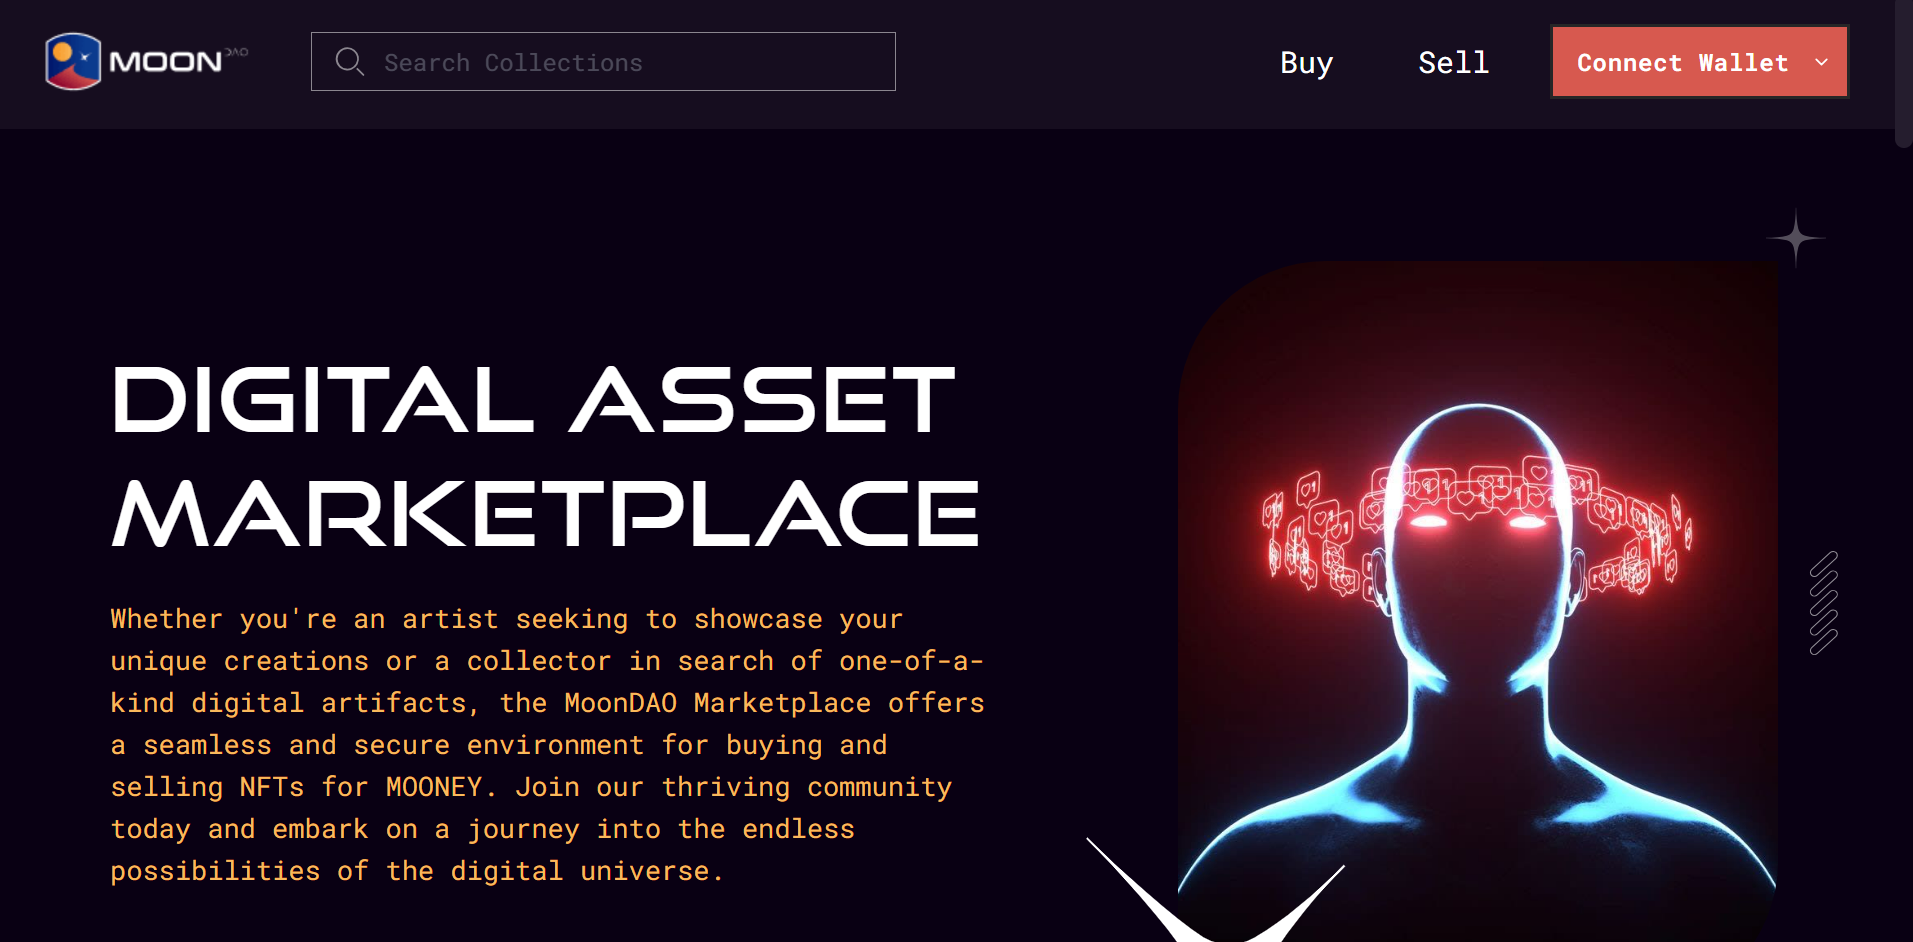 MOON DAO
Search Collections
Buy
Sell
Connect Wallet
DIGITAL ASSET
MARKETPLACE
Whether you're an artist seeking to showcase your
unique creations or a collector in search of one-of-a-
kind digital artifacts, the MoonDAO Marketplace offers
a seamless and secure environment for buying and
selling NFTs for MOONEY. Join our thriving community
today and embark on a journey into the endless
possibilities of the digital universe.